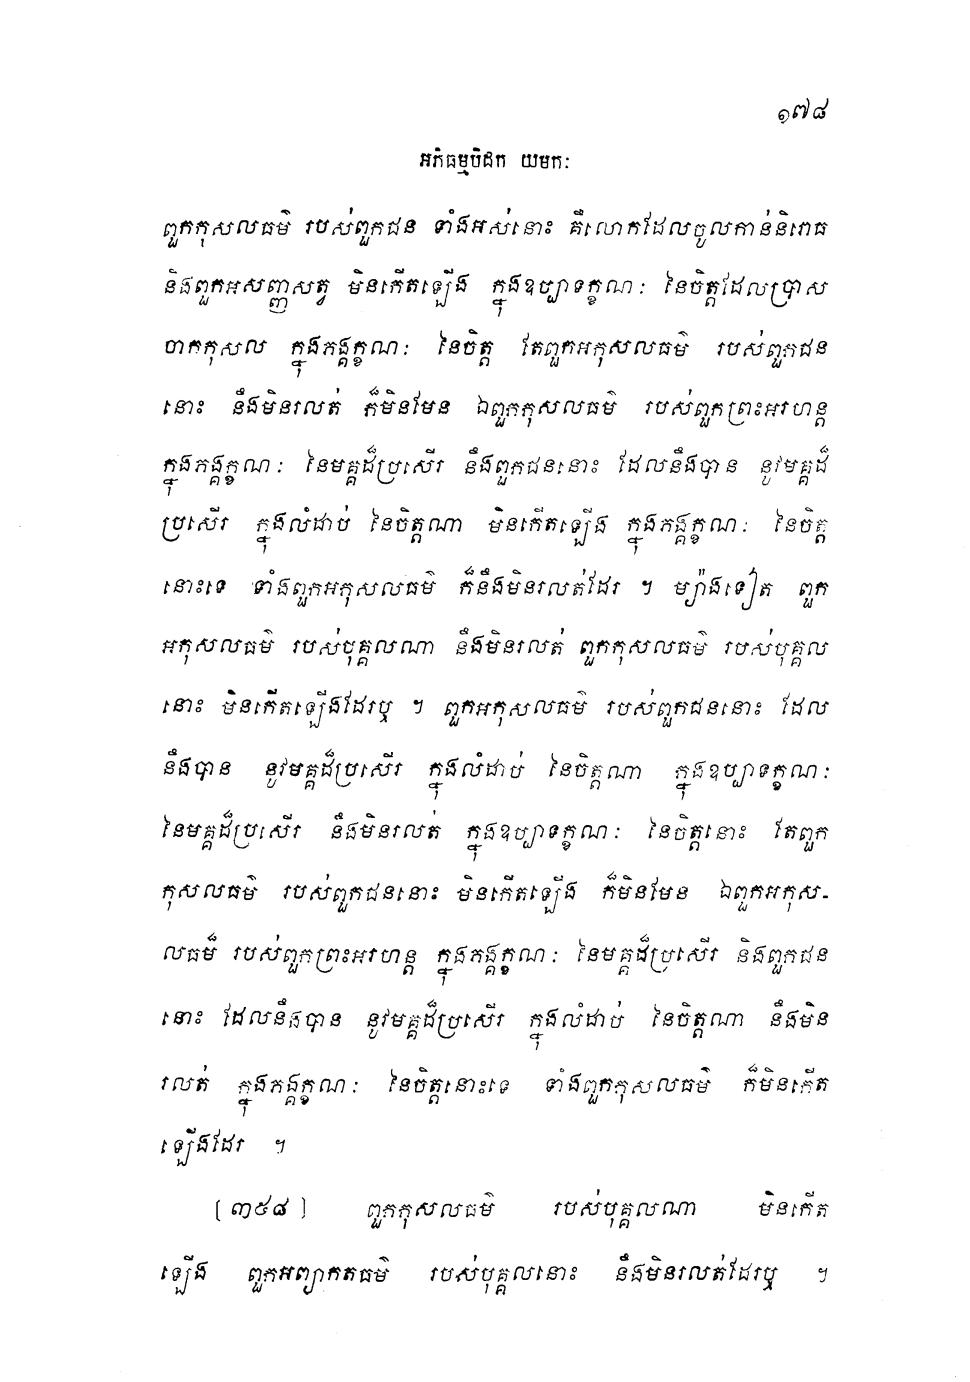 ១៧៨
អភិធម្មបិដក យមកៈ
ពួកកុសលធម៌ របស់ពួកជន ទាំងអស់នោះ គឺលោកដែលចូលកាន់និរោធ
និងពួកអសញ្ញសត្វ មិនកើតឡើង ក្នុងឧប្បាទក្ខណៈ នៃចិត្តដែលប្រាស
ចាកកុសល ក្នុងភង្គក្ខណៈ នៃចិត្ត តែពួកអកុសលធម៌ របស់ពួកជន
នោះ នឹងមិនរលត់ ក៏មិនមែន ឯពួកកុសលធម៌ របស់ពួកព្រះអរហន្ត
ក្នុងភង្គក្ខណៈ នៃមគ្គដ៏ប្រសើរ នឹងពួកជននោះ ដែលនឹងបាន នូវមគ្គដ៏
ប្រសើរ ក្នុងលំដាប់ នៃចិត្តណា មិនកើតឡើង ក្នុងភង្គក្ខណៈ នៃចិត្ត
នោះទេ ទាំងពួកអកុសលធម៌ ក៏នឹងមិនរលត់ដែរ ។ ម្យ៉ាងទៀត ពួក
អកុសលធម៌ របស់បុគ្គលណា នឹងមិនរលត់ ពួកកុសលធម៌ របស់បុគ្គល
នោះ មិនកើតឡើងដែរឬ ។ ពួកអកុសលធម៌ របស់ពួកជននោះ ដែល
នឹងបាន នូវមគ្គដ៏ប្រសើរ ក្នុងលំដាប់ នៃចិត្តណា ក្នុងឧប្បាទក្ខណៈ
នៃមគ្គដ៏ប្រសើរ នឹងមិនរលត់ ក្នុងឧប្បាទក្ខណៈ នៃចិត្តនោះ តែពួក
កុសលធម៌ របស់ពួកជននោះ មិនកើតឡើង ក៏មិនមែន ឯពួកអកុស-
លធម៌ របស់ពួកព្រះអរហន្ត ក្នុងភង្គក្ខណៈ នៃមគ្គដ៏ប្រសើរ និងពួកជន
នោះ ដែលនឹងបាន នូវមគ្គដ៏ប្រសើរ ក្នុងលំដាប់ នៃចិត្តណា នឹងមិន
រលត់ ក្នុងភង្គក្ខណៈ នៃចិត្តនោះទេ ទាំងពួកកុសលធម៌ ក៏មិនកើត
ឡើងដែរ ។
[៣៥៨] ពួកកុសលធម៌ របស់បុគ្គលណា មិនកើត
ឡើង ពួកអព្យាកតធម៌ របស់បុគ្គលនោះ នឹងមិនរលត់ដែរឬ ។